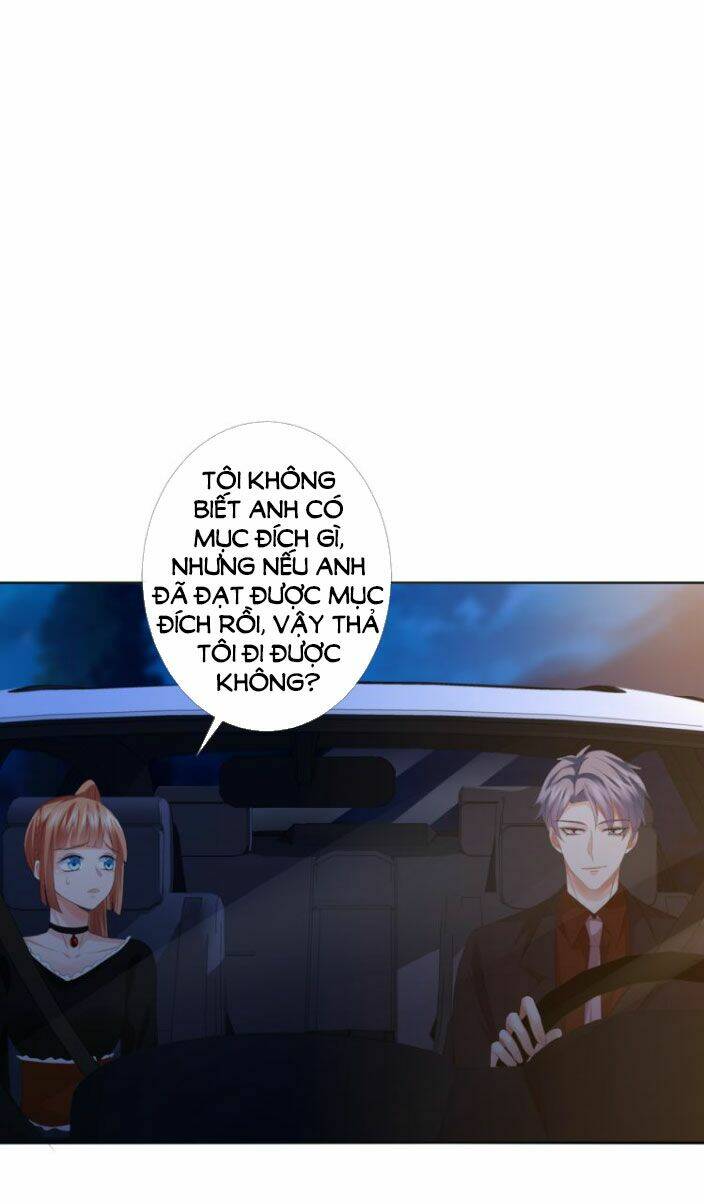 TÔI KHÔNG
BIẾT ANH CÓ
MỤC ĐÍCH GÌ,
NHƯNG NẾU ANH
ĐÃ ĐẠT ĐƯỢC MỤC
ĐÍCH RỒI, VẬY THẢ
TÔI ĐI ĐƯỢC
KHÔNG?